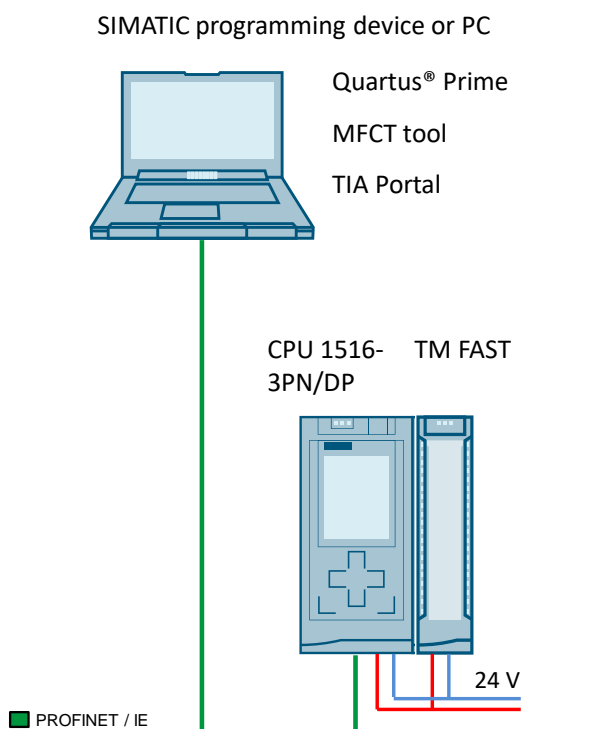 SIMATIC programming device or PC
Quartus® Prime
MFCT tool
TIA Portal
CPU 1516-
3PN/DP
TM FAST
24 V
PROFINET / IE